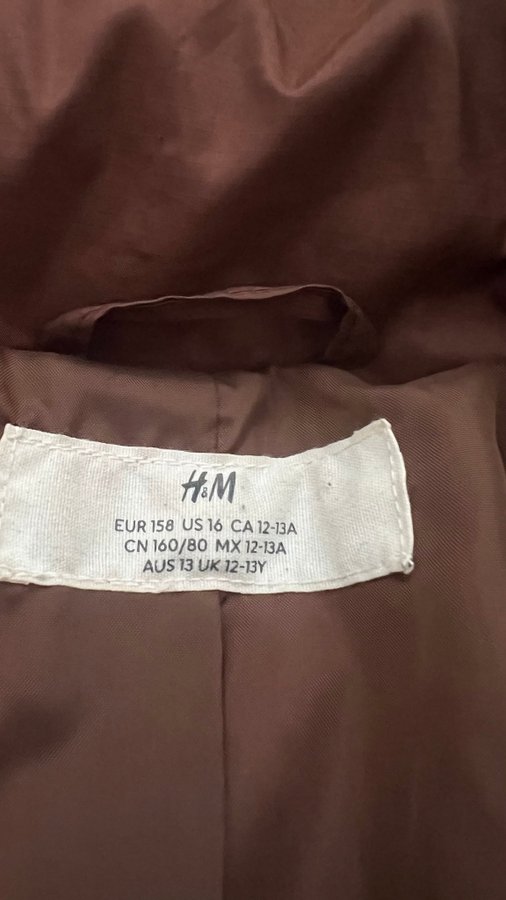 H&M
EUR 158 US 16 CA 12-13A
CN 160/80 MX 12-13A
AUS 13 UK 12-13Y